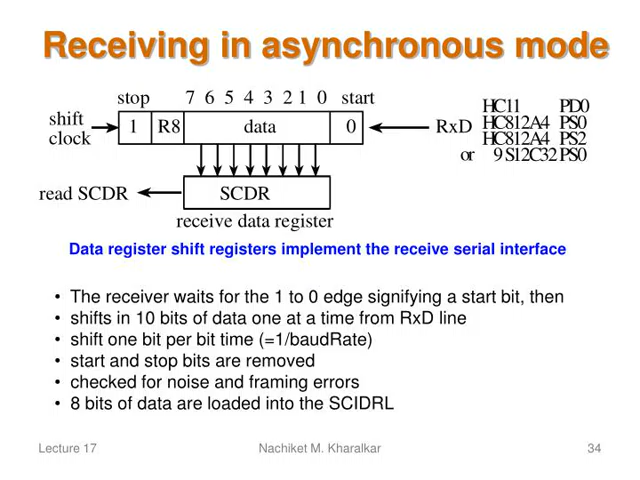 Receiving in asynchronous mode
stop 7 6 5 4 3 2 1 0 start
shift clock 1 R8 data 0 RxD
HC11 PD0
HC812A4 PS0
HC812A4 PS2
or 9S12C32 PS0
read SCDR SCDR
receive data register
Data register shift registers implement the receive serial interface
• The receiver waits for the 1 to 0 edge signifying a start bit, then
• shifts in 10 bits of data one at a time from RxD line
• shift one bit per bit time (=1/baudRate)
• start and stop bits are removed
• checked for noise and framing errors
• 8 bits of data are loaded into the SCIDRL
Lecture 17 Nachiket M. Kharalkar 34